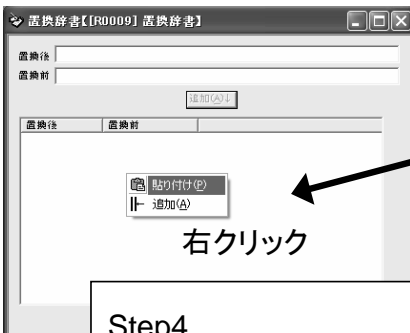 置換辞書【[R0009] 置換辞書】
置換後
置換前
追加(A)↓
置換後 置換前
貼り付け(P)
追加(A)
右クリック
Step4